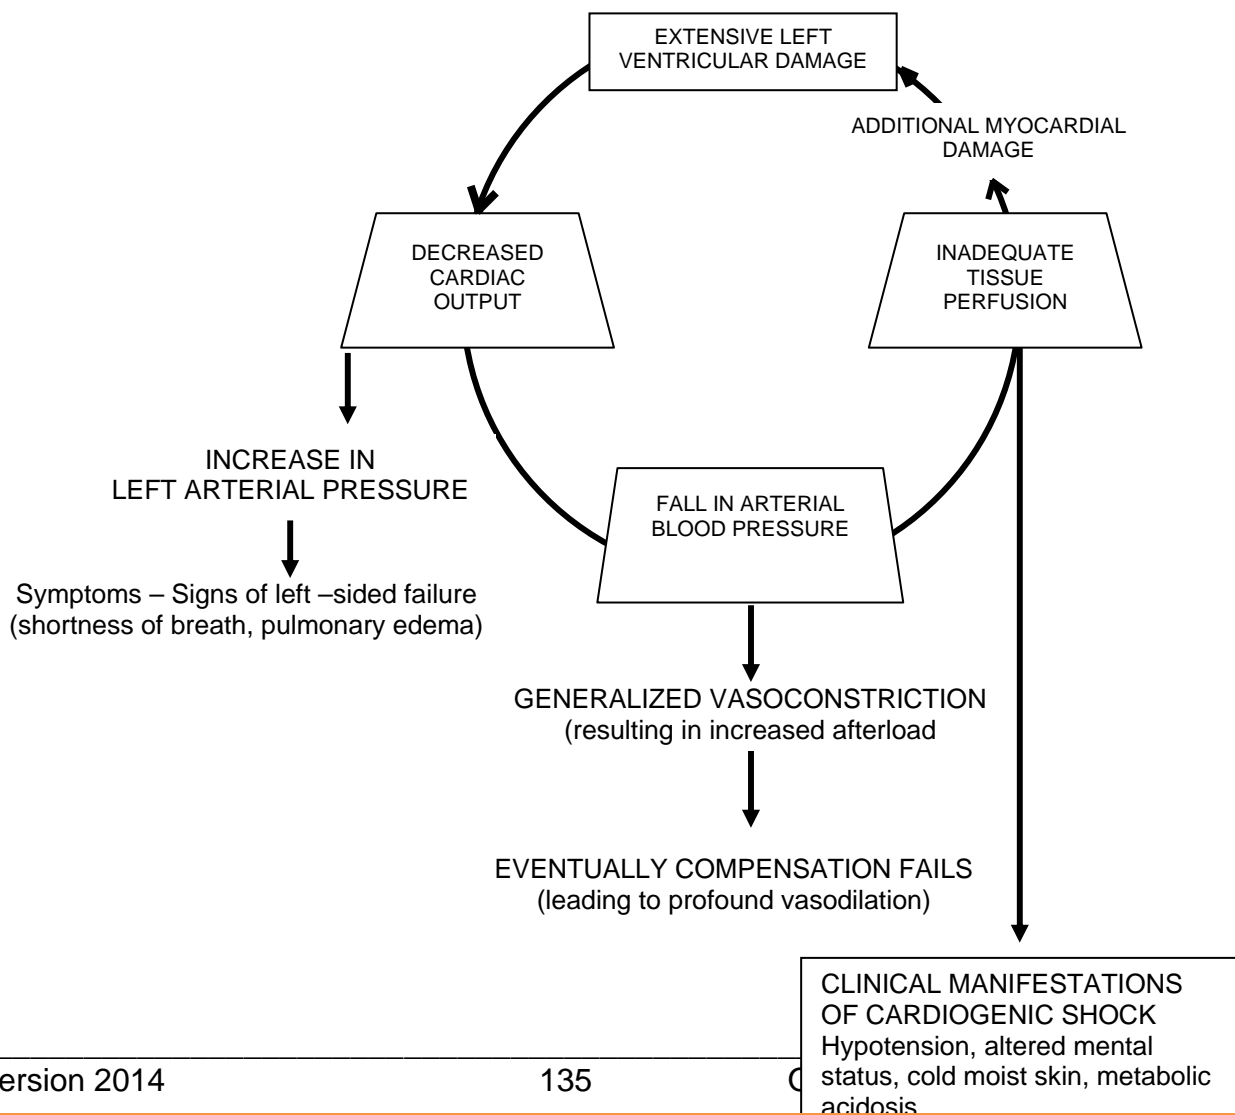 EXTENSIVE LEFT
VENTRICULAR DAMAGE
ADDITIONAL MYOCARDIAL
DAMAGE
DECREASED
CARDIAC
OUTPUT
INADEQUATE
TISSUE
PERFUSION
INCREASE IN
LEFT ARTERIAL PRESSURE
FALL IN ARTERIAL
BLOOD PRESSURE
Symptoms – Signs of left –sided failure
(shortness of breath, pulmonary edema)
GENERALIZED VASOCONSTRICTION
(resulting in increased afterload
EVENTUALLY COMPENSATION FAILS
(leading to profound vasodilation)
CLINICAL MANIFESTATIONS
OF CARDIOGENIC SHOCK
Hypotension, altered mental
status, cold moist skin, metabolic
acidosis
ersion 2014 135